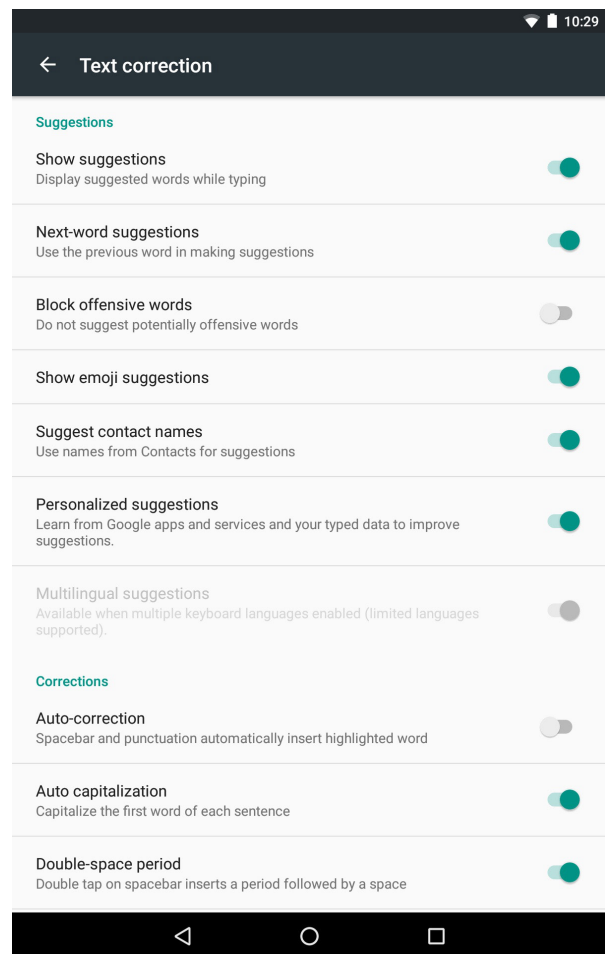 10:29
Text correction
Suggestions
Show suggestions
Display suggested words while typing
Next-word suggestions
Use the previous word in making suggestions
Block offensive words
Do not suggest potentially offensive words
Show emoji suggestions
Suggest contact names
Use names from Contacts for suggestions
Personalized suggestions
Learn from Google apps and services and your typed data to improve
suggestions.
Multilingual suggestions
Available when multiple keyboard languages enabled (limited languages
supported).
Corrections
Auto-correction
Spacebar and punctuation automatically insert highlighted word
Auto capitalization
Capitalize the first word of each sentence
Double-space period
Double tap on spacebar inserts a period followed by a space